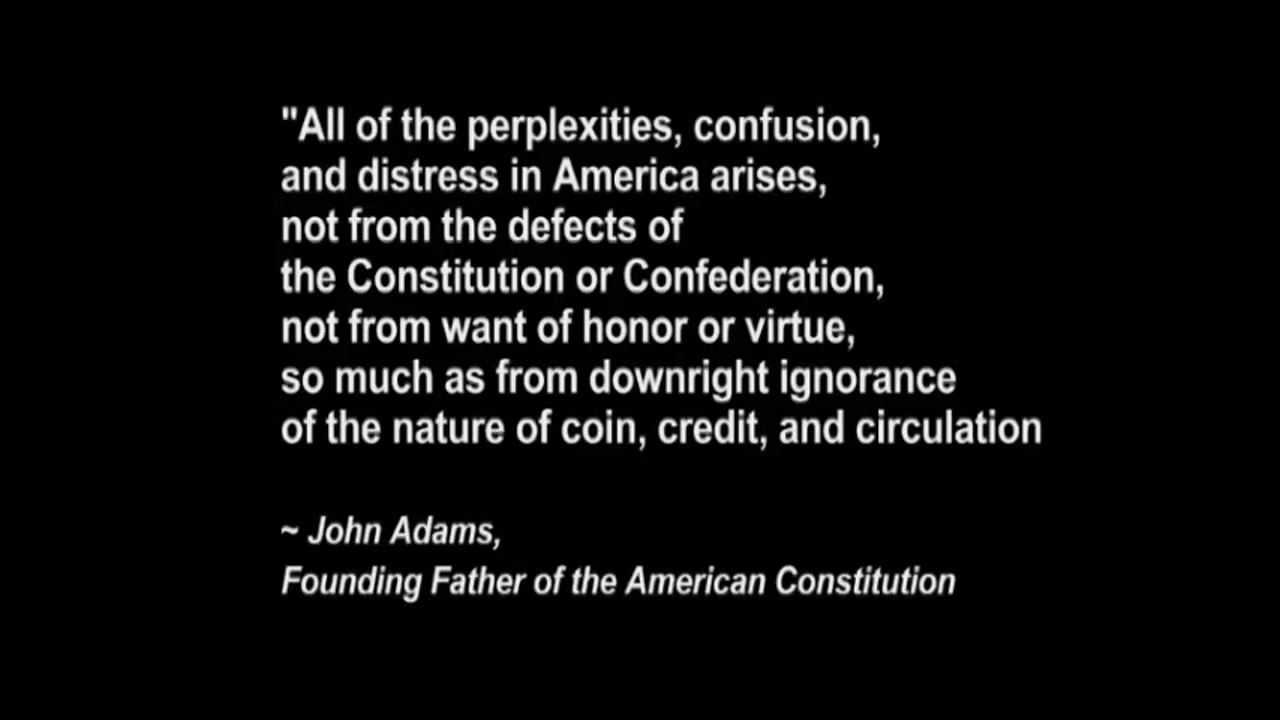 "All of the perplexities, confusion,
and distress in America arises,
not from the defects of
the Constitution or Confederation,
not from want of honor or virtue,
so much as from downright ignorance
of the nature of coin, credit, and circulation
~ John Adams,
Founding Father of the American Constitution